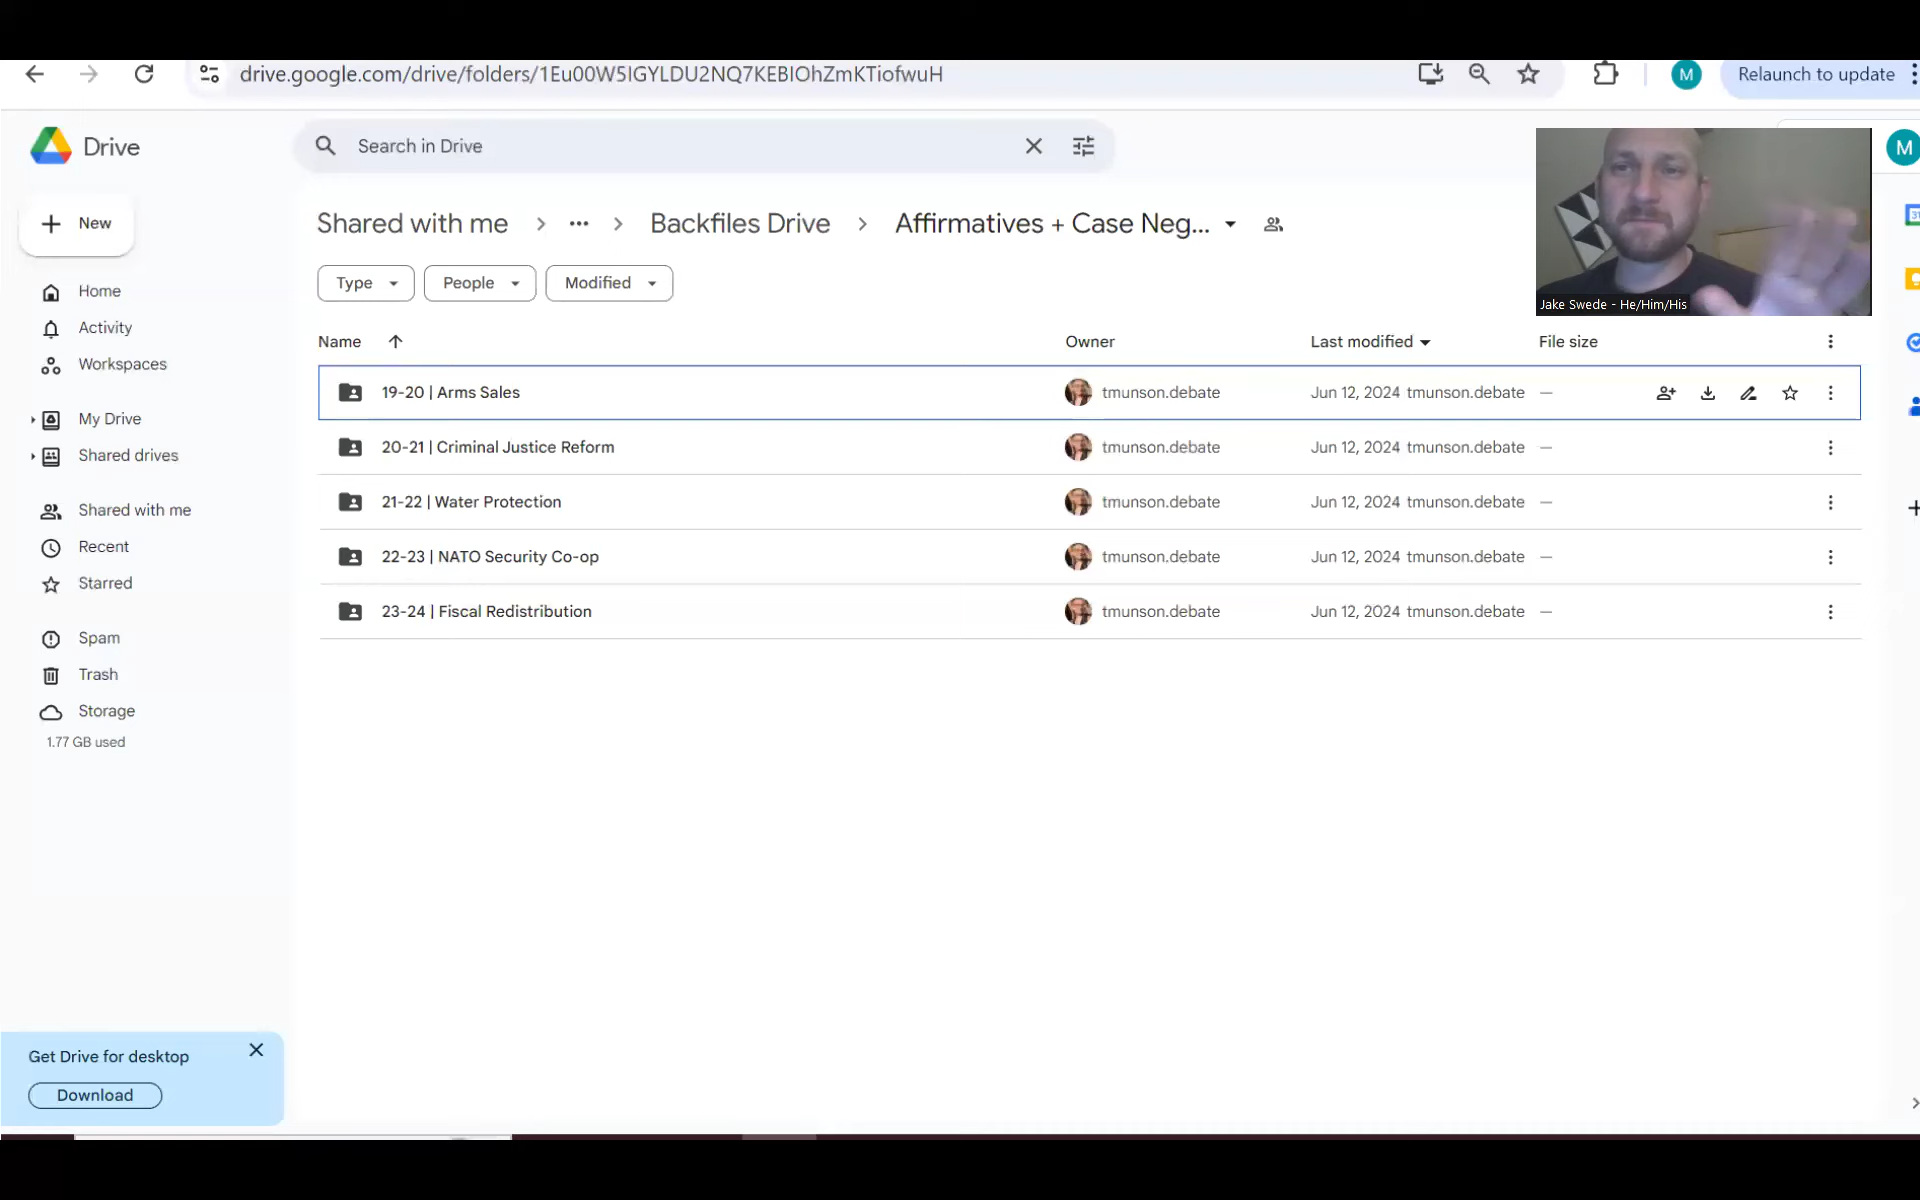 drive.google.com/drive/folders/1Eu00W5IGYLDU2NQ7KEBIOhZmKTiofwuH
M
Relaunch to update
Drive
Search in Drive
M
New
Shared with me
Backfiles Drive
Affirmatives + Case Neg...
Type
People
Modified
Jake Swede - He/Him/His
Home
Activity
Workspaces
My Drive
Shared drives
Shared with me
Recent
Starred
Spam
Trash
Storage
1.77 GB used
Name Owner Last modified File size
19-20 | Arms Sales tmunson.debate Jun 12, 2024 tmunson.debate —
20-21 | Criminal Justice Reform tmunson.debate Jun 12, 2024 tmunson.debate —
21-22 | Water Protection tmunson.debate Jun 12, 2024 tmunson.debate —
22-23 | NATO Security Co-op tmunson.debate Jun 12, 2024 tmunson.debate —
23-24 | Fiscal Redistribution tmunson.debate Jun 12, 2024 tmunson.debate —
Get Drive for desktop
Download